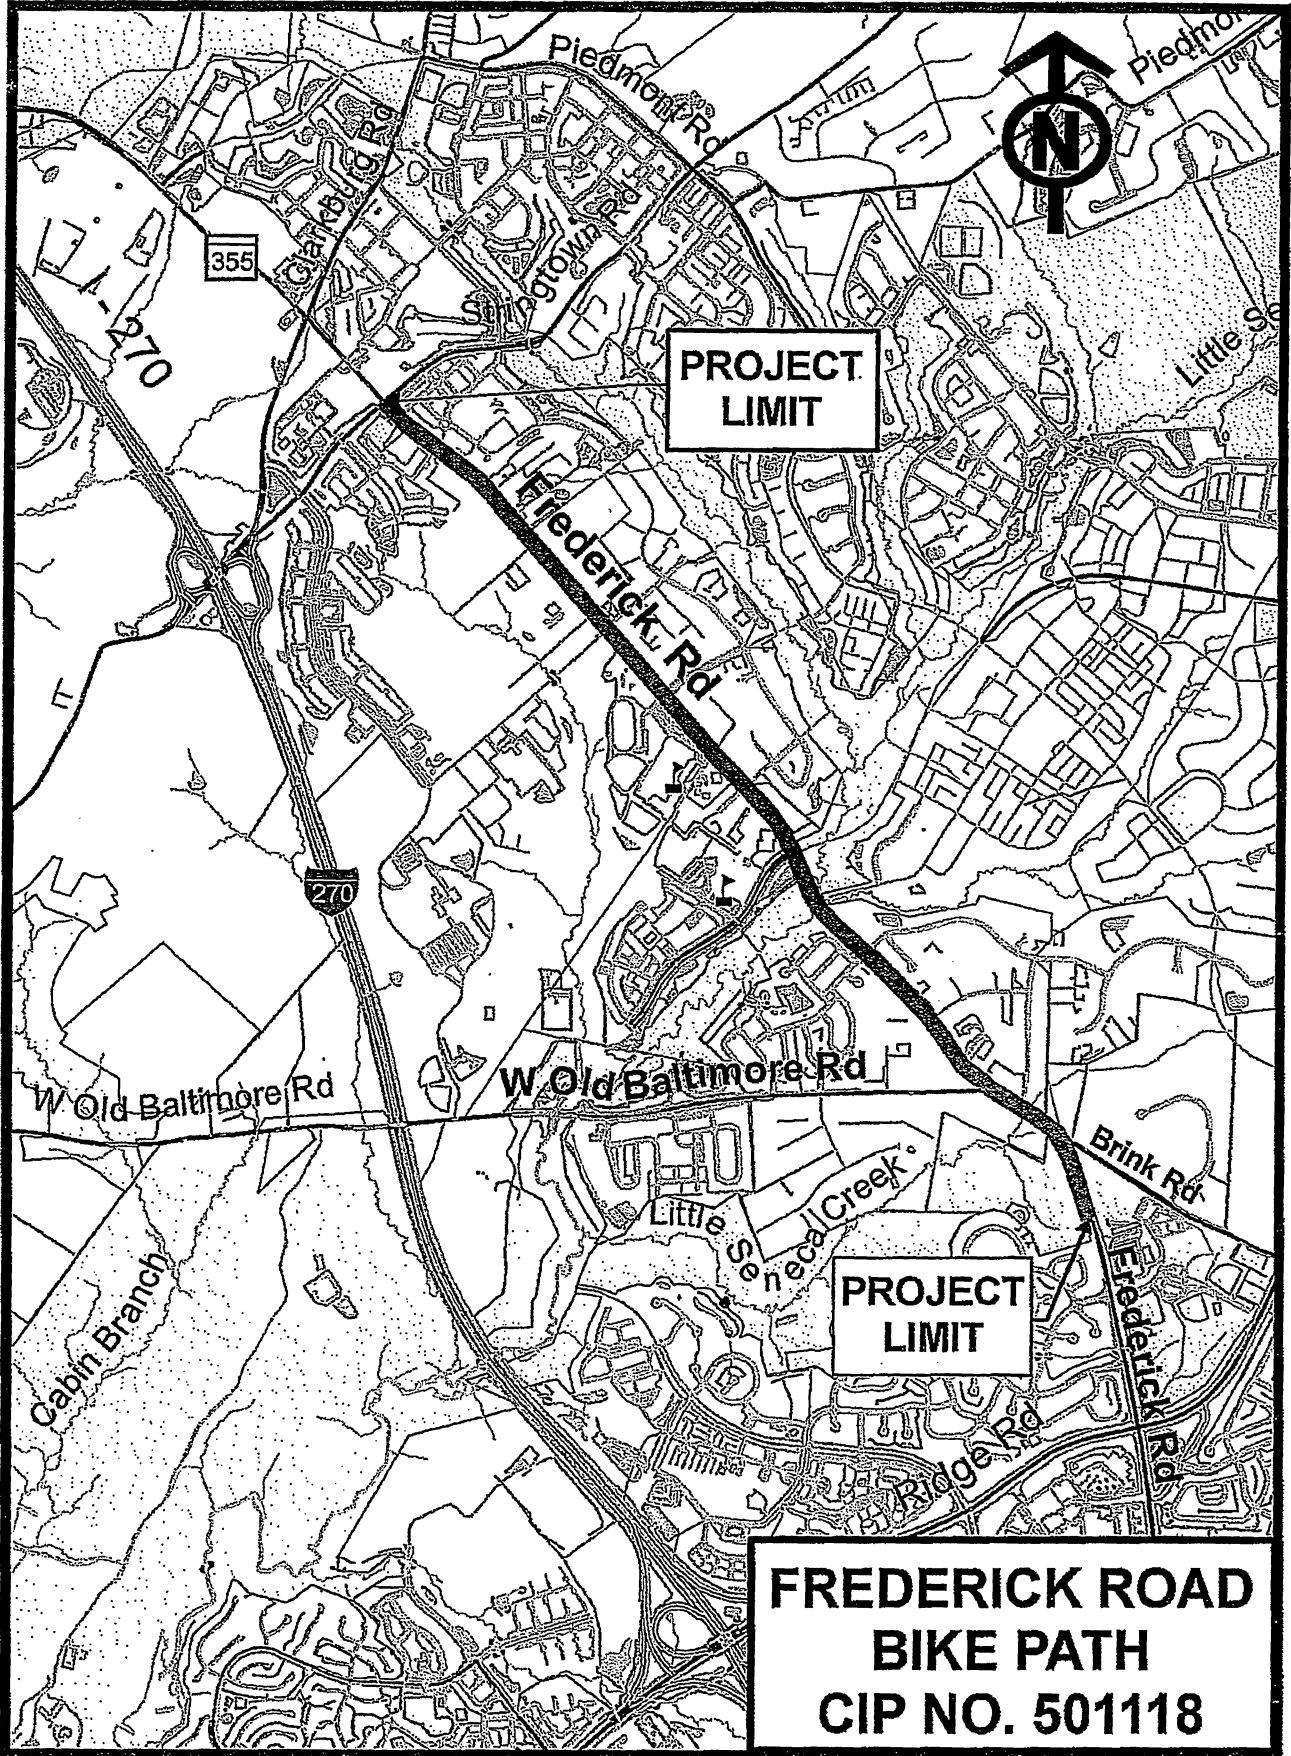 Piedmont Rd
Piedmon
N
Clarksburg Rd
355
Stringtown Rd
I-270
Little Se
PROJECT
LIMIT
Frederick Rd
270
W Old Baltimore Rd
W Old Baltimore Rd
Brink Rd
Little Seneca Creek
Cabin Branch
PROJECT
LIMIT
Frederick Rd
Ridge Rd
FREDERICK ROAD
BIKE PATH
CIP NO. 501118